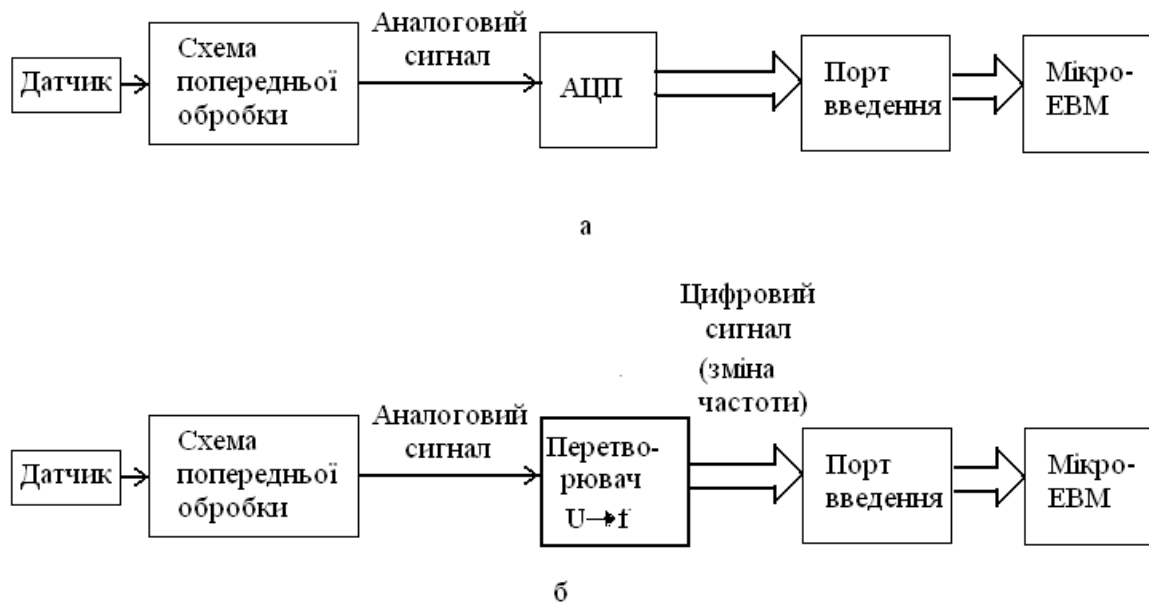 Датчик
Схема
попередньої
обробки
Аналоговий
сигнал
АЦП
Порт
введення
Мікро-
ЕВМ
а
Цифровий
сигнал
(зміна
частоти)
Датчик
Схема
попередньої
обробки
Аналоговий
сигнал
Перетво-
рювач
U→f
Порт
введення
Мікро-
ЕВМ
б